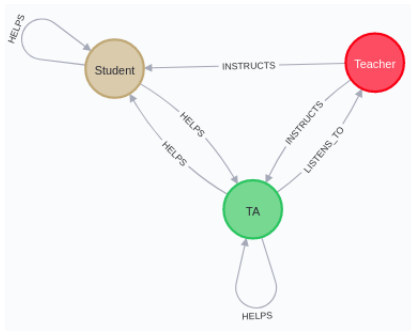 HELPS
Student
INSTRUCTS
Teacher
HELPS
HELPS
INSTRUCTS
LISTENS_TO
TA
HELPS